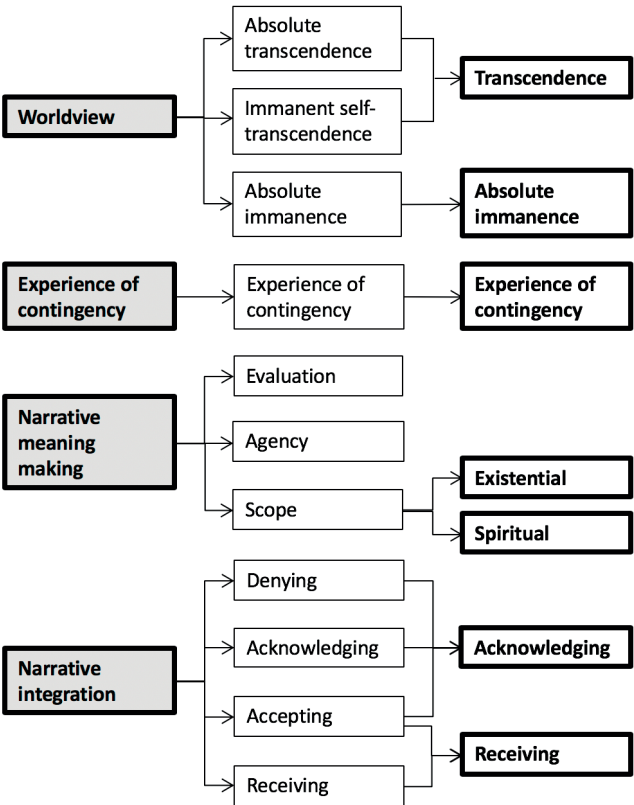 Absolute
transcendence
Transcendence
Worldview
Immanent self-
transcendence
Absolute
immanence
Absolute
immanence
Experience of
contingency
Experience of
contingency
Experience of
contingency
Evaluation
Narrative
meaning
making
Agency
Scope
Existential
Spiritual
Denying
Narrative
integration
Acknowledging
Acknowledging
Accepting
Receiving
Receiving